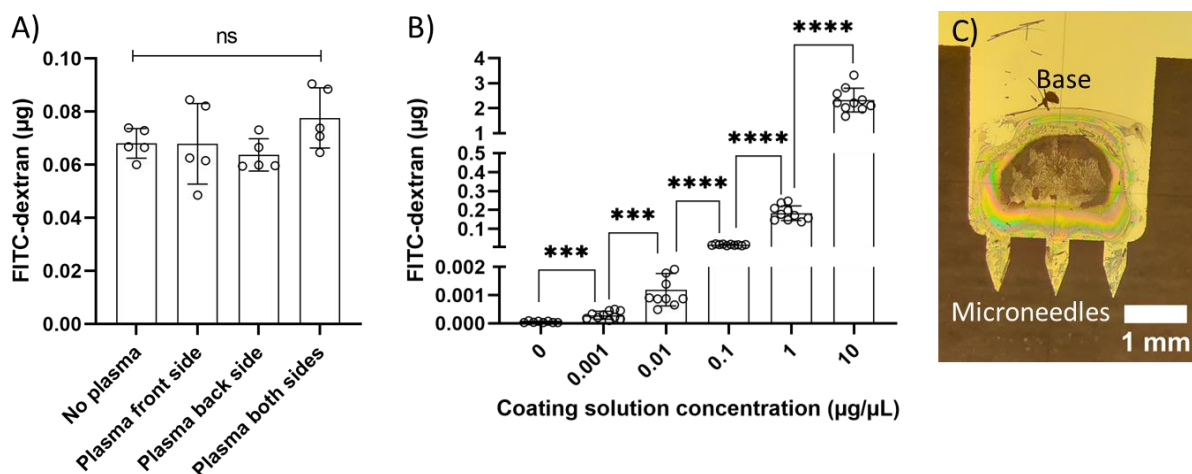 A)
ns
FITC-dextran (µg)
0.10
0.08
0.06
0.04
0.02
0.00
No plasma
Plasma front side
Plasma back side
Plasma both sides
B)
****
****
****
***
***
FITC-dextran (µg)
4
3
2
1
0.5
0.4
0.3
0.2
0.1
0.002
0.001
0.000
0
0.001
0.01
0.1
1
10
Coating solution concentration (µg/µL)
C)
Base
Microneedles
1 mm